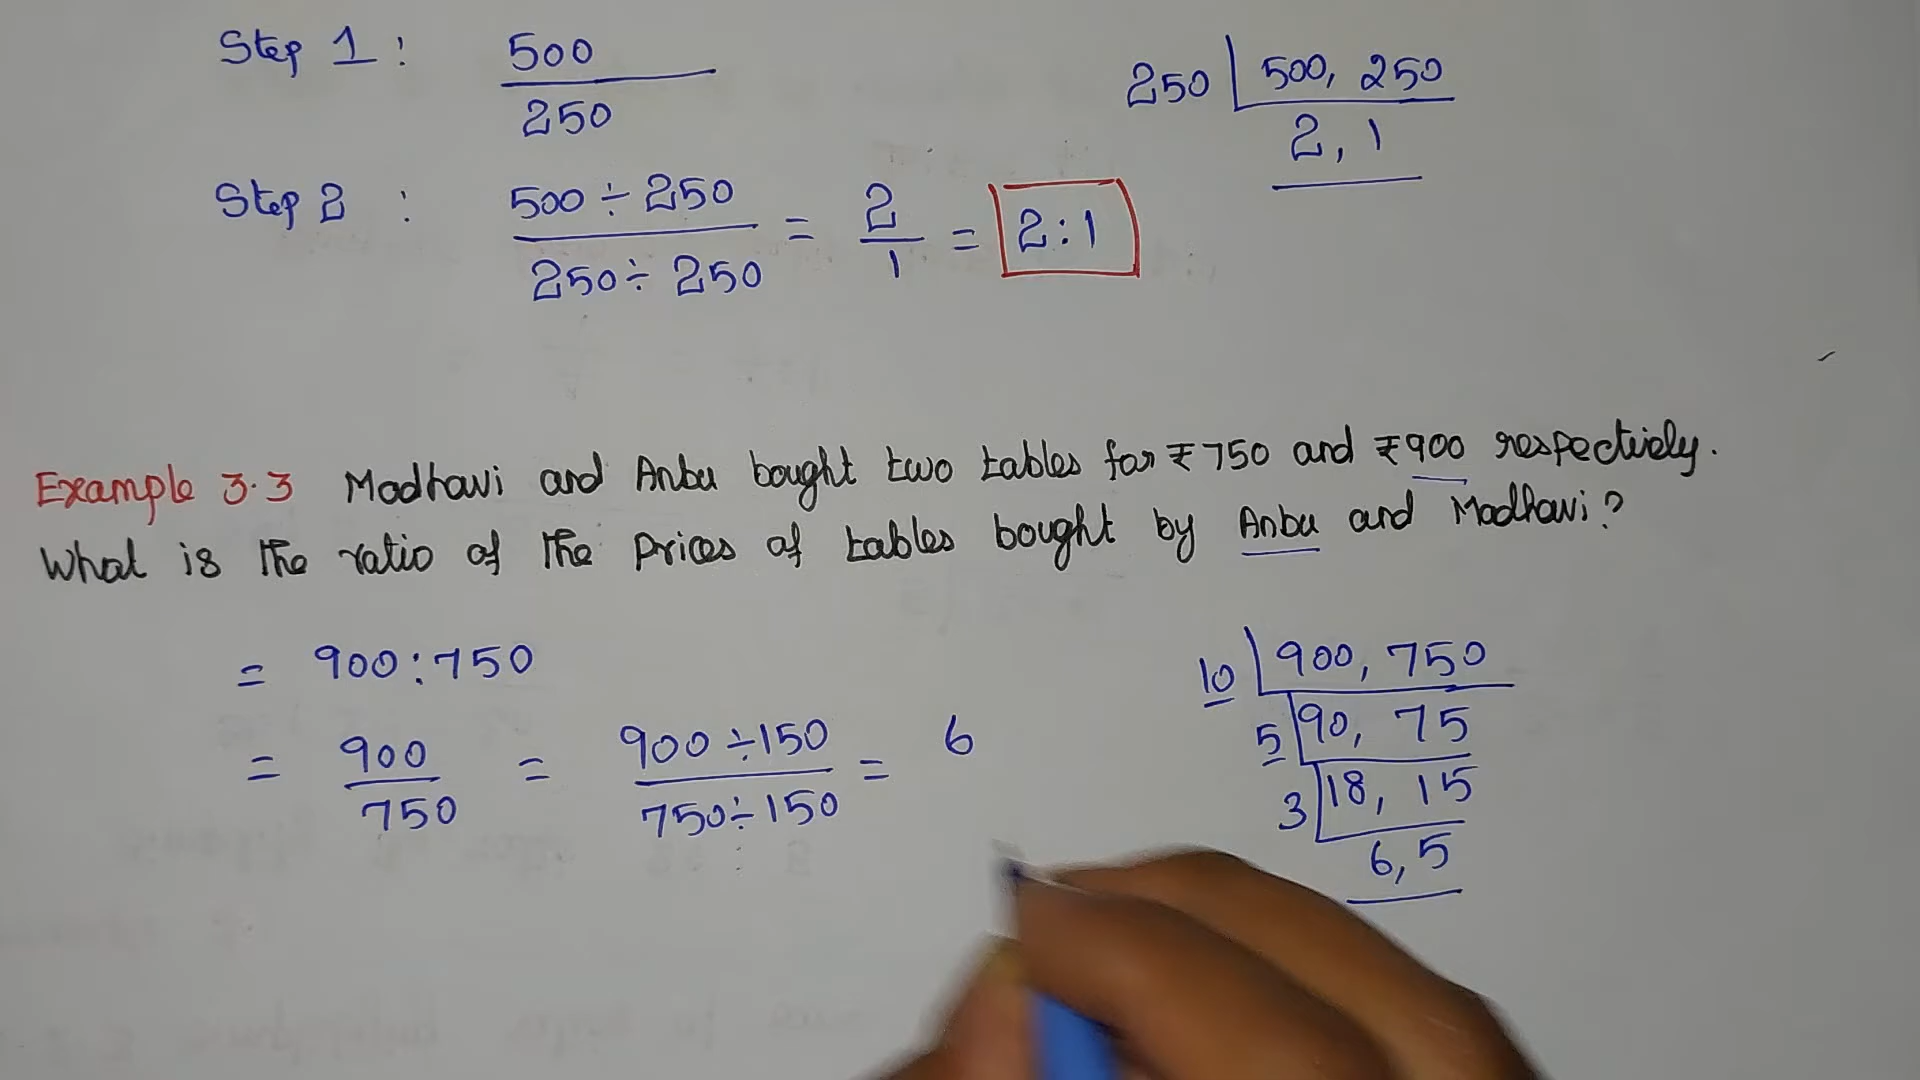 Step 1 : 500
250
250 | 500, 250
2, 1
Step 2 : 500 ÷ 250 / 250 ÷ 250 = 2/1 = 2:1
Example 3.3 Madhavi and Anbu bought two tables for ₹750 and ₹900 respectively.
What is the ratio of the prices of tables bought by Anbu and Madhavi?
= 900:750
= 900/750 = 900÷150 / 750÷150 = 6
10 | 900, 750
5 | 90, 75
3 | 18, 15
6, 5